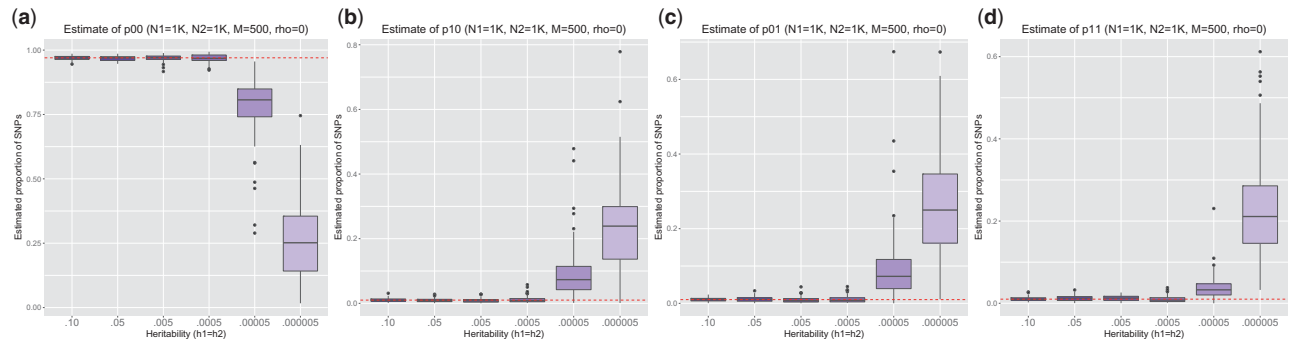 (a)
Estimate of p00 (N1=1K, N2=1K, M=500, rho=0)
Estimated proportion of SNPs
1.00
0.75
0.50
0.25
0.00
.10 .05 .005 .0005 .00005 .000005
Heritability (h1=h2)
(b)
Estimate of p10 (N1=1K, N2=1K, M=500, rho=0)
Estimated proportion of SNPs
0.8
0.6
0.4
0.2
0.0
.10 .05 .005 .0005 .00005 .000005
Heritability (h1=h2)
(c)
Estimate of p01 (N1=1K, N2=1K, M=500, rho=0)
Estimated proportion of SNPs
0.6
0.4
0.2
0.0
.10 .05 .005 .0005 .00005 .000005
Heritability (h1=h2)
(d)
Estimate of p11 (N1=1K, N2=1K, M=500, rho=0)
Estimated proportion of SNPs
0.6
0.4
0.2
0.0
.10 .05 .005 .0005 .00005 .000005
Heritability (h1=h2)